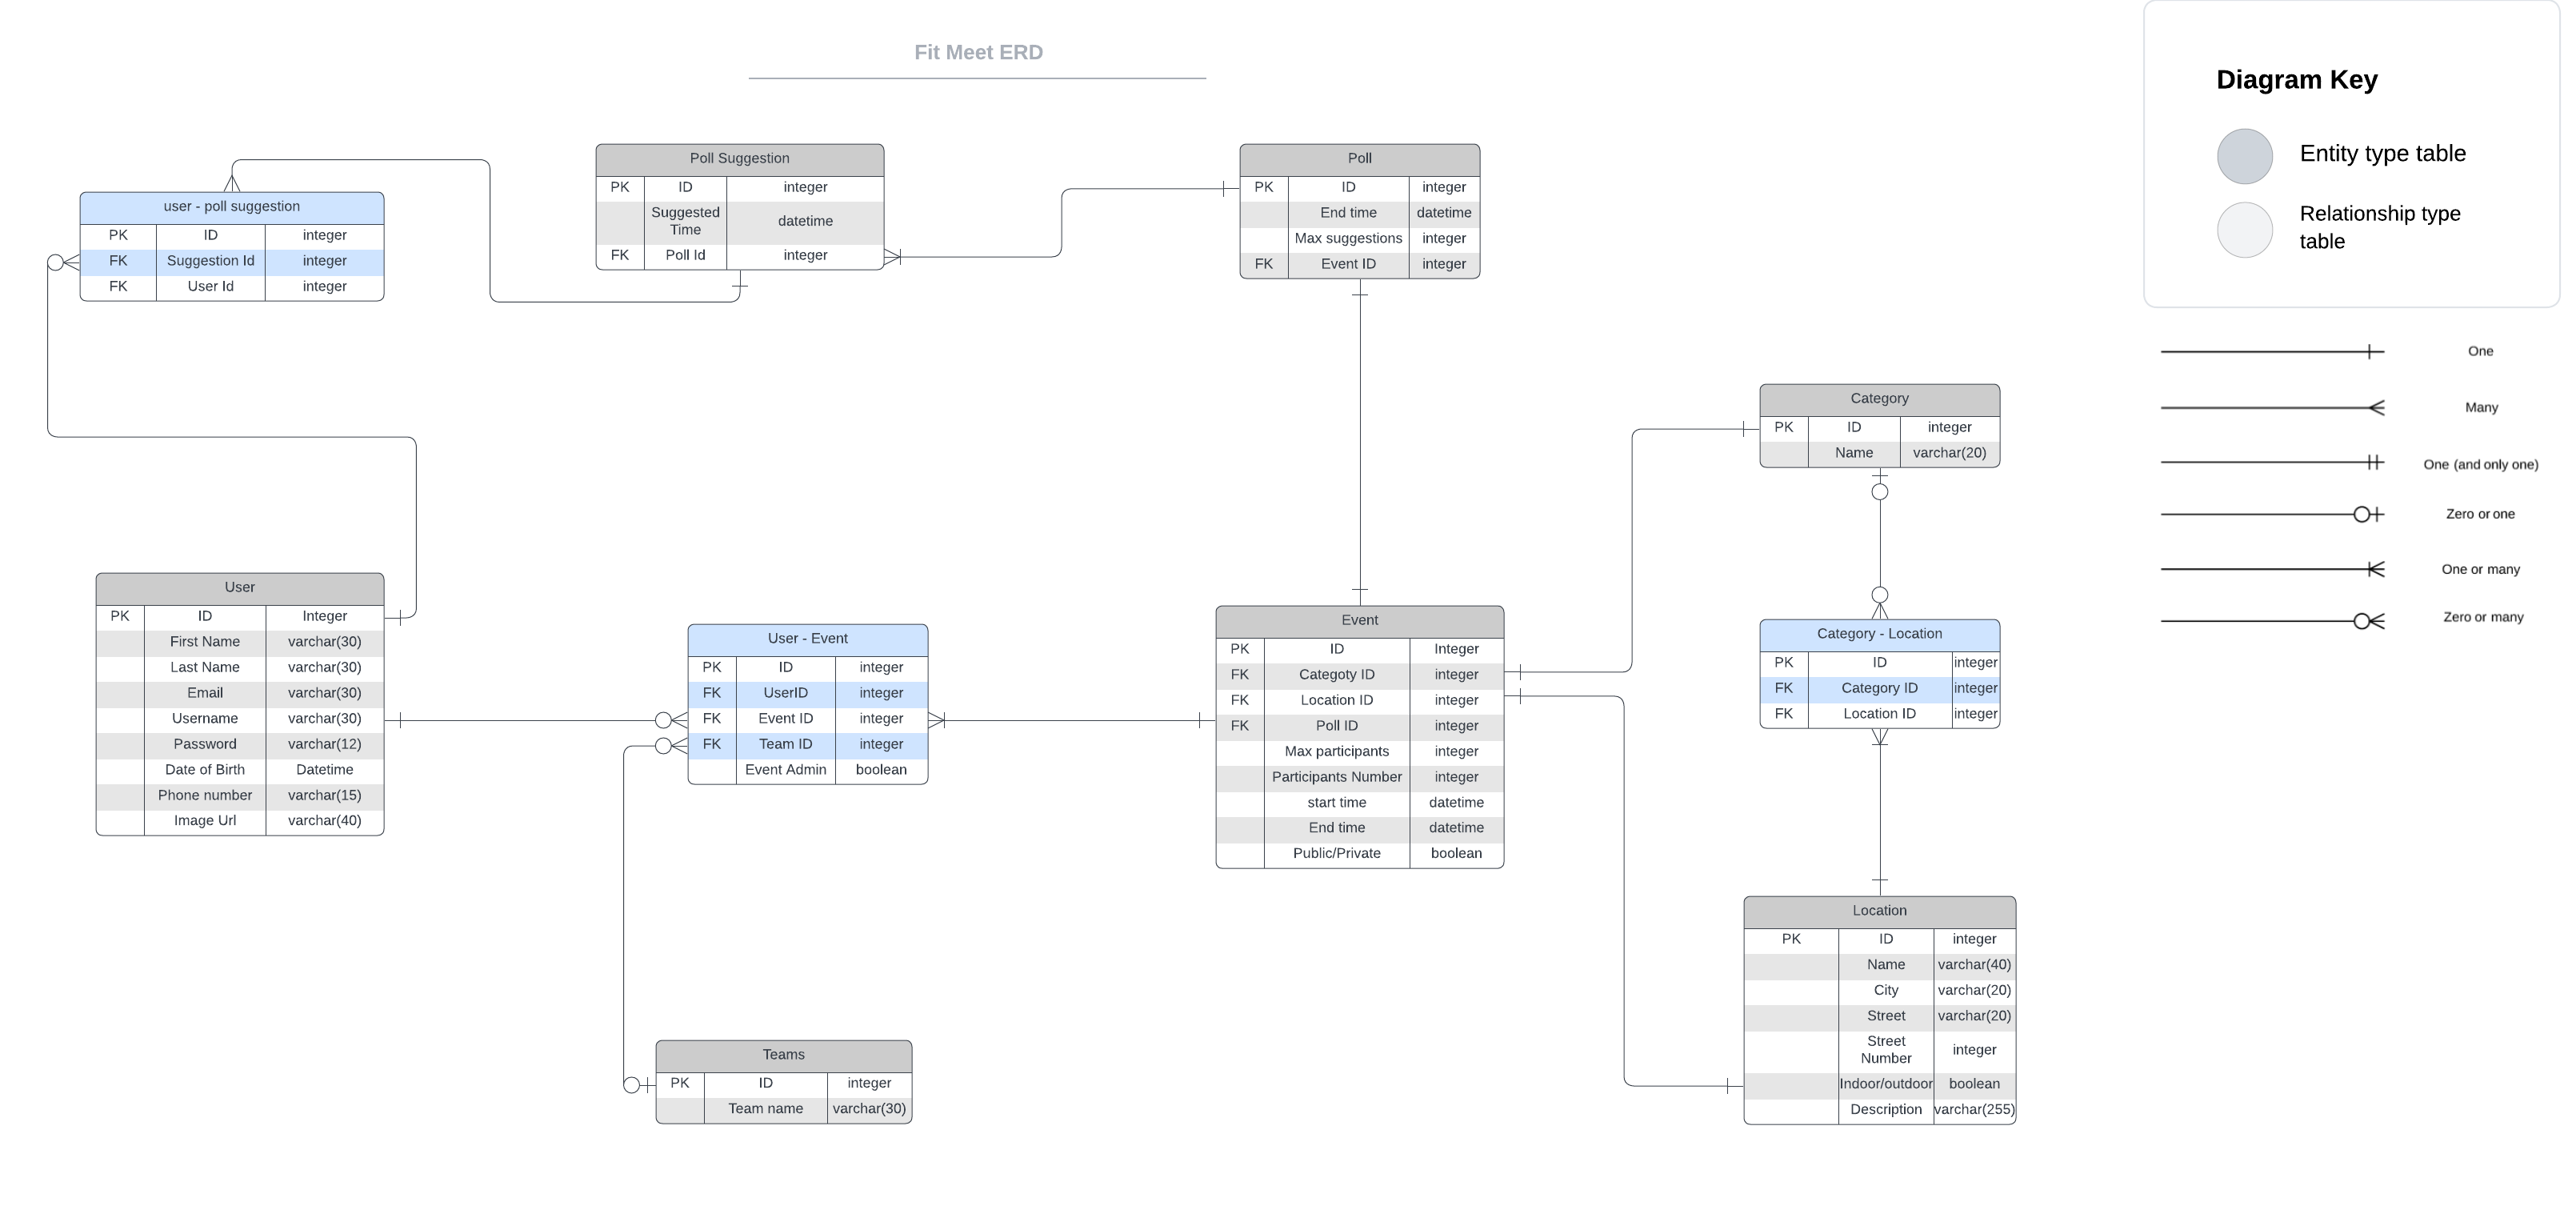 Fit Meet ERD
Diagram Key
Entity type table
Relationship type
table
One
Many
One (and only one)
Zero or one
One or many
Zero or many
user - poll suggestion
PK ID integer
FK Suggestion Id integer
FK User Id integer
Poll Suggestion
PK ID integer
Suggested
Time
datetime
FK Poll Id integer
Poll
PK ID integer
End time datetime
Max suggestions integer
FK Event ID integer
Category
PK ID integer
Name varchar(20)
User
PK ID Integer
First Name varchar(30)
Last Name varchar(30)
Email varchar(30)
Username varchar(30)
Password varchar(12)
Date of Birth Datetime
Phone number varchar(15)
Image Url varchar(40)
User - Event
PK ID integer
FK UserID integer
FK Event ID integer
FK Team ID integer
Event Admin boolean
Event
PK ID Integer
FK Categoty ID integer
FK Location ID integer
FK Poll ID integer
Max participants integer
Participants Number integer
start time datetime
End time datetime
Public/Private boolean
Category - Location
PK ID integer
FK Category ID integer
FK Location ID integer
Location
PK ID integer
Name varchar(40)
City varchar(20)
Street varchar(20)
Street
Number
integer
Indoor/outdoor boolean
Description varchar(255)
Teams
PK ID integer
Team name varchar(30)